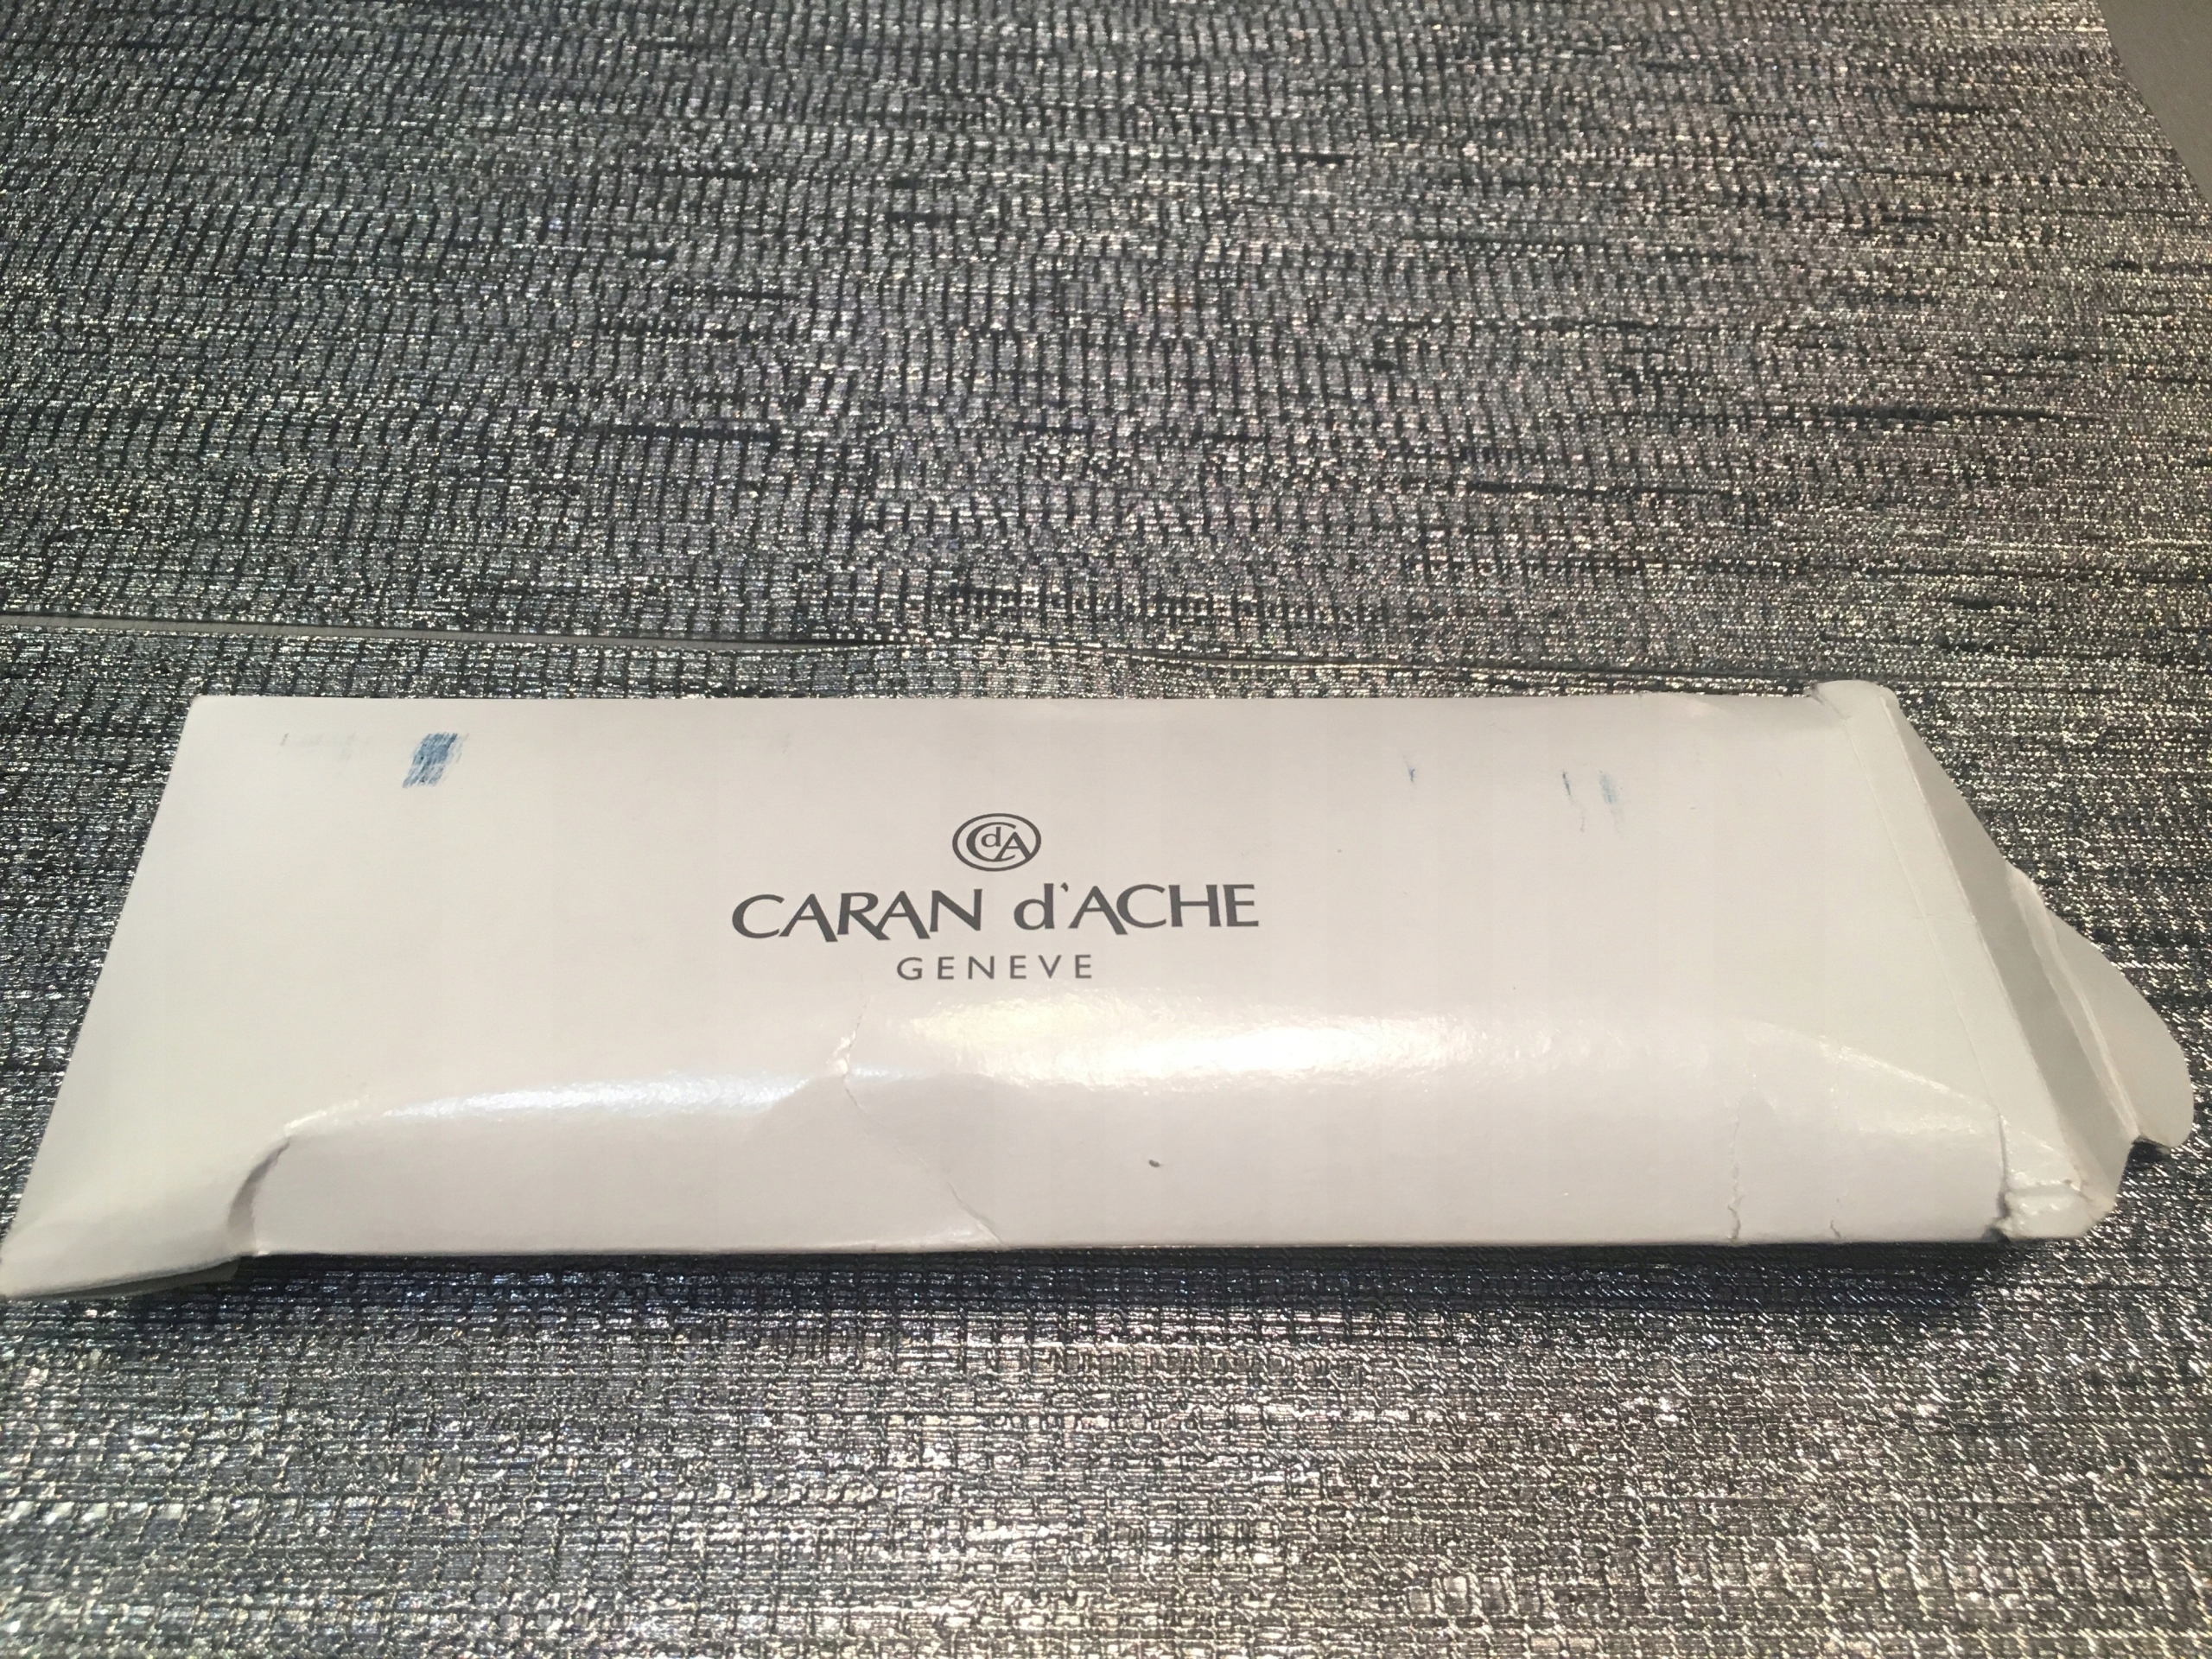 CdA
CARAN d'ACHE
GENEVE